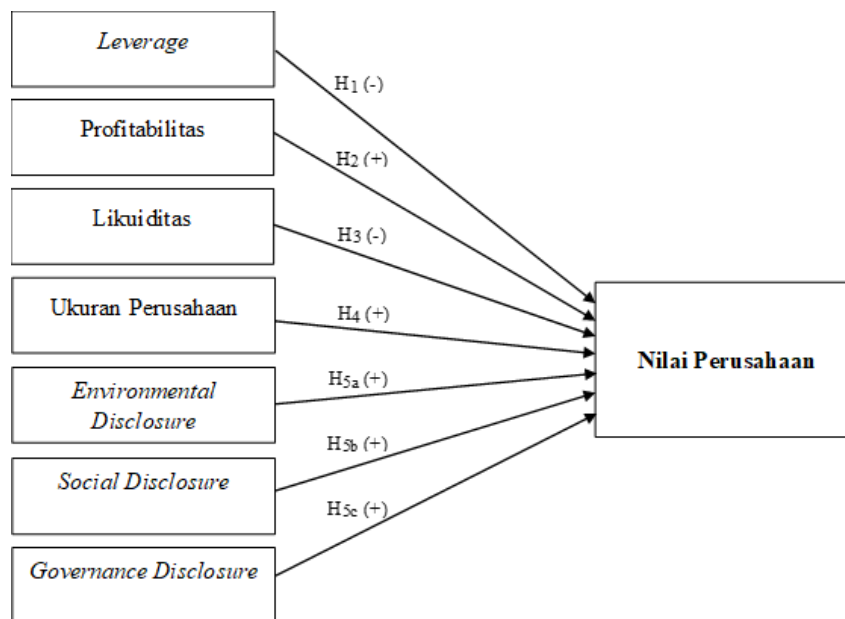 Leverage
H1 (-)
Profitabilitas
H2 (+)
Likuiditas
H3 (-)
Ukuran Perusahaan
H4 (+)
Nilai Perusahaan
Environmental
Disclosure
H5a (+)
Social Disclosure
H5b (+)
Governance Disclosure
H5c (+)